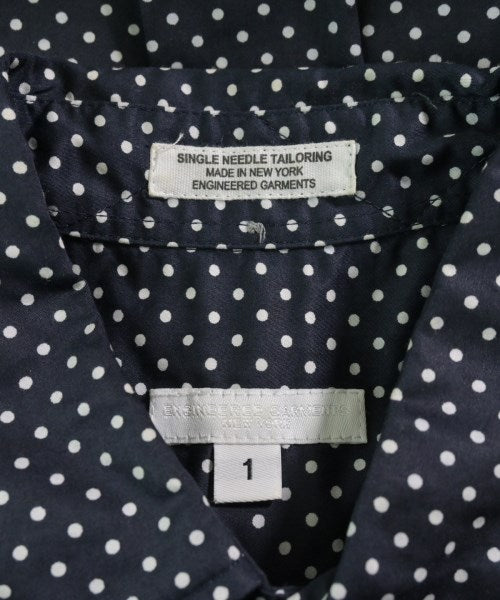 SINGLE NEEDLE TAILORING
MADE IN NEW YORK
ENGINEERED GARMENTS
ENGINEERED GARMENTS
NEW YORK
1